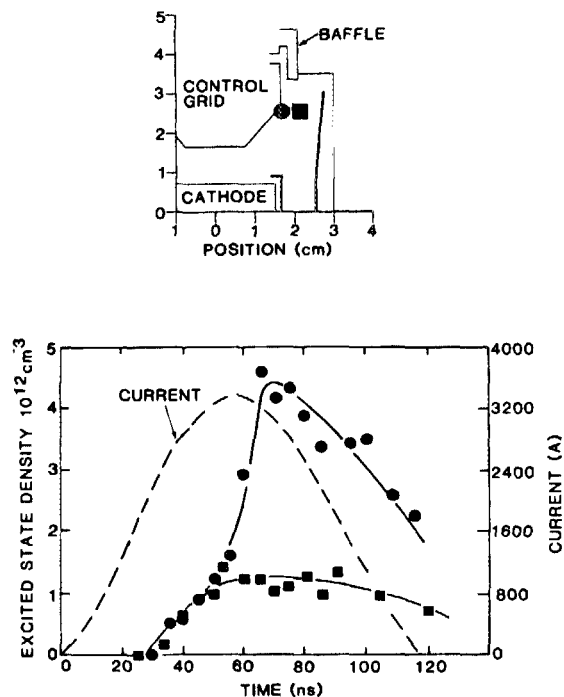 5
4
3
2
1
0
BAFFLE
CONTROL
GRID
CATHODE
1 0 1 2 3 4
POSITION (cm)
EXCITED STATE DENSITY 10¹²cm⁻³
5
4
3
2
1
0
CURRENT
4000
3200
2400
1600
800
0
CURRENT (A)
0 20 40 60 80 100 120
TIME (ns)